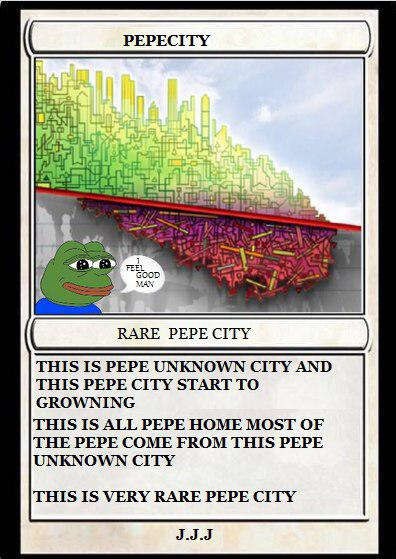 PEPECITY
I
FEEL
GOOD
MAN
RARE PEPE CITY
THIS IS PEPE UNKNOWN CITY AND
THIS PEPE CITY START TO
GROWNING
THIS IS ALL PEPE HOME MOST OF
THE PEPE COME FROM THIS PEPE
UNKNOWN CITY
THIS IS VERY RARE PEPE CITY
J.J.J